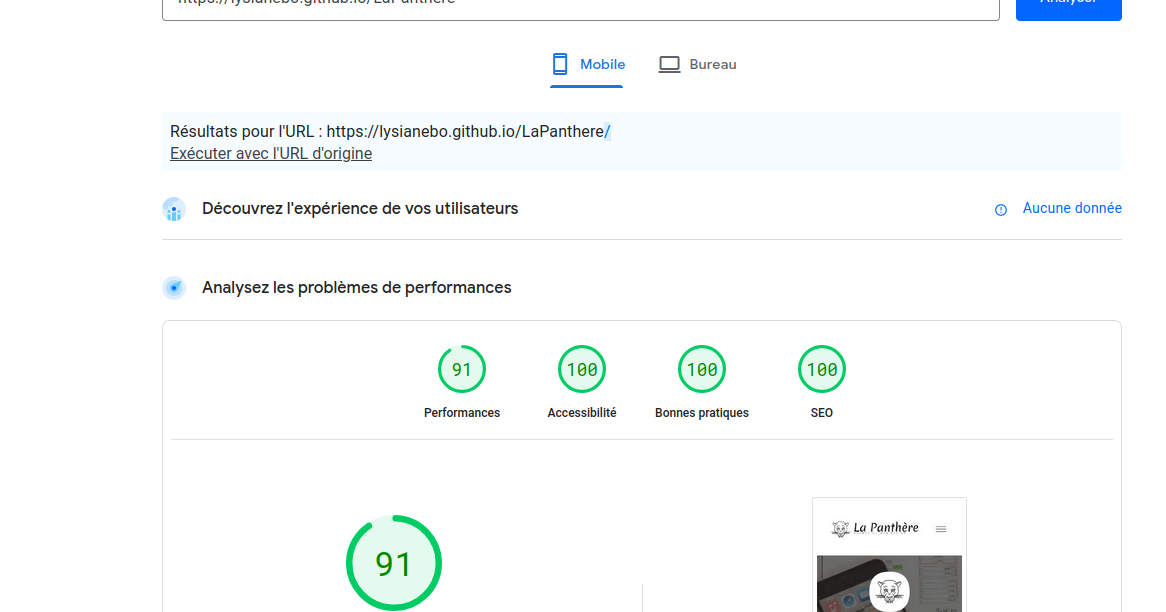 https://lysianebo.github.io/LaPanthere
Analyser
Mobile
Bureau
Résultats pour l'URL : https://lysianebo.github.io/LaPanthere/
Exécuter avec l'URL d'origine
Découvrez l'expérience de vos utilisateurs
Aucune donnée
Analysez les problèmes de performances
91
100
100
100
Performances
Accessibilité
Bonnes pratiques
SEO
91
La Panthère